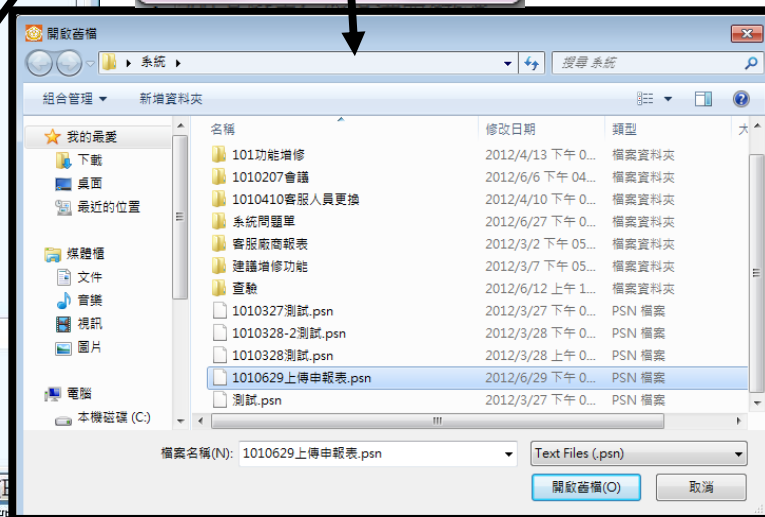 開啟舊檔
系統
搜尋 系統
組合管理 新增資料夾
我的最愛
下載
桌面
最近的位置
媒體櫃
文件
音樂
視訊
圖片
電腦
本機磁碟 (C:)
名稱 修改日期 類型 大
101功能增修 2012/4/13 下午 0... 檔案資料夾
1010207會議 2012/6/6 下午 04... 檔案資料夾
1010410客服人員更換 2012/4/10 下午 0... 檔案資料夾
系統問題單 2012/6/27 下午 0... 檔案資料夾
客服廠商報表 2012/3/2 下午 05... 檔案資料夾
建議增修功能 2012/3/7 下午 05... 檔案資料夾
查驗 2012/6/12 上午 1... 檔案資料夾
1010327測試.psn 2012/3/27 下午 0... PSN 檔案
1010328-2測試.psn 2012/3/28 下午 0... PSN 檔案
1010328測試.psn 2012/3/28 上午 0... PSN 檔案
1010629上傳申報表.psn 2012/6/29 下午 0... PSN 檔案
測試.psn 2012/3/27 下午 0... PSN 檔案
檔案名稱(N): 1010629上傳申報表.psn Text Files (.psn)
開啟舊檔(O) 取消